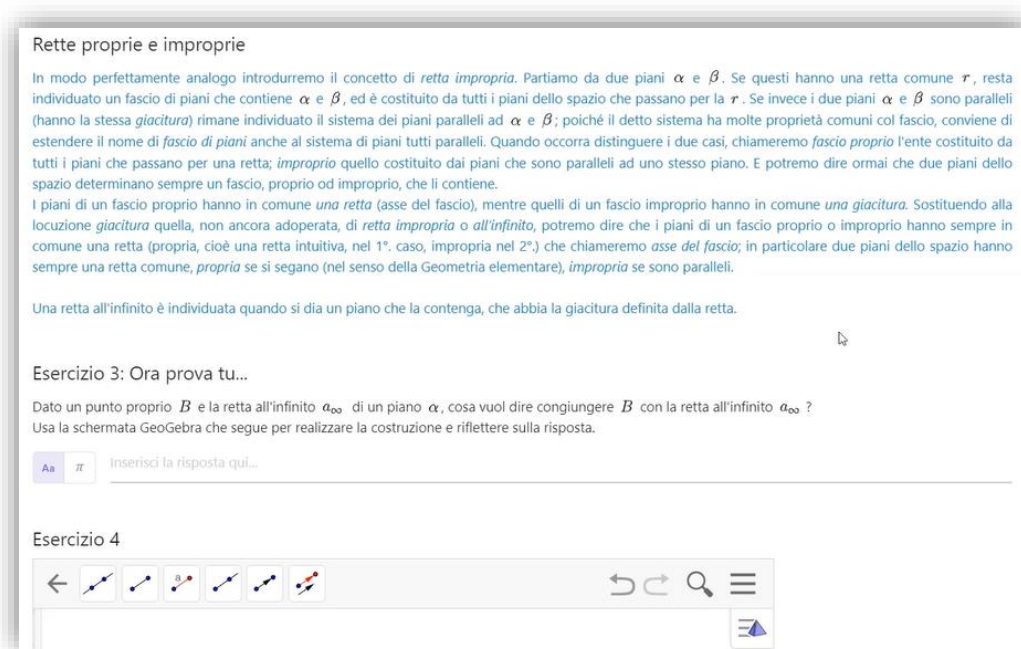 Rette proprie e improprie
In modo perfettamente analogo introdurremo il concetto di retta impropria. Partiamo da due piani α e β. Se questi hanno una retta comune r, resta
individuato un fascio di piani che contiene α e β, ed è costituito da tutti i piani dello spazio che passano per la r. Se invece i due piani α e β sono paralleli
(hanno la stessa giacitura) rimane individuato il sistema dei piani paralleli ad α e β; poiché il detto sistema ha molte proprietà comuni col fascio, conviene di
estendere il nome di fascio di piani anche al sistema di piani tutti paralleli. Quando occorra distinguere i due casi, chiameremo fascio proprio l'ente costituito da
tutti i piani che passano per una retta; improprio quello costituito dai piani che sono paralleli ad uno stesso piano. E potremo dire ormai che due piani dello
spazio determinano sempre un fascio, proprio od improprio, che li contiene.
I piani di un fascio proprio hanno in comune una retta (asse del fascio), mentre quelli di un fascio improprio hanno in comune una giacitura. Sostituendo alla
locuzione giacitura quella, non ancora adoperata, di retta impropria o all'infinito, potremo dire che i piani di un fascio proprio o improprio hanno sempre in
comune una retta (propria, cioè una retta intuitiva, nel 1°. caso, impropria nel 2°.) che chiameremo asse del fascio; in particolare due piani dello spazio hanno
sempre una retta comune, propria se si segano (nel senso della Geometria elementare), impropria se sono paralleli.
Una retta all'infinito è individuata quando si dia un piano che la contenga, che abbia la giacitura definita dalla retta.
Esercizio 3: Ora prova tu...
Dato un punto proprio B e la retta all'infinito a∞ di un piano α, cosa vuol dire congiungere B con la retta all'infinito a∞ ?
Usa la schermata GeoGebra che segue per realizzare la costruzione e riflettere sulla risposta.
Aa π Inserisci la risposta qui...
Esercizio 4
a